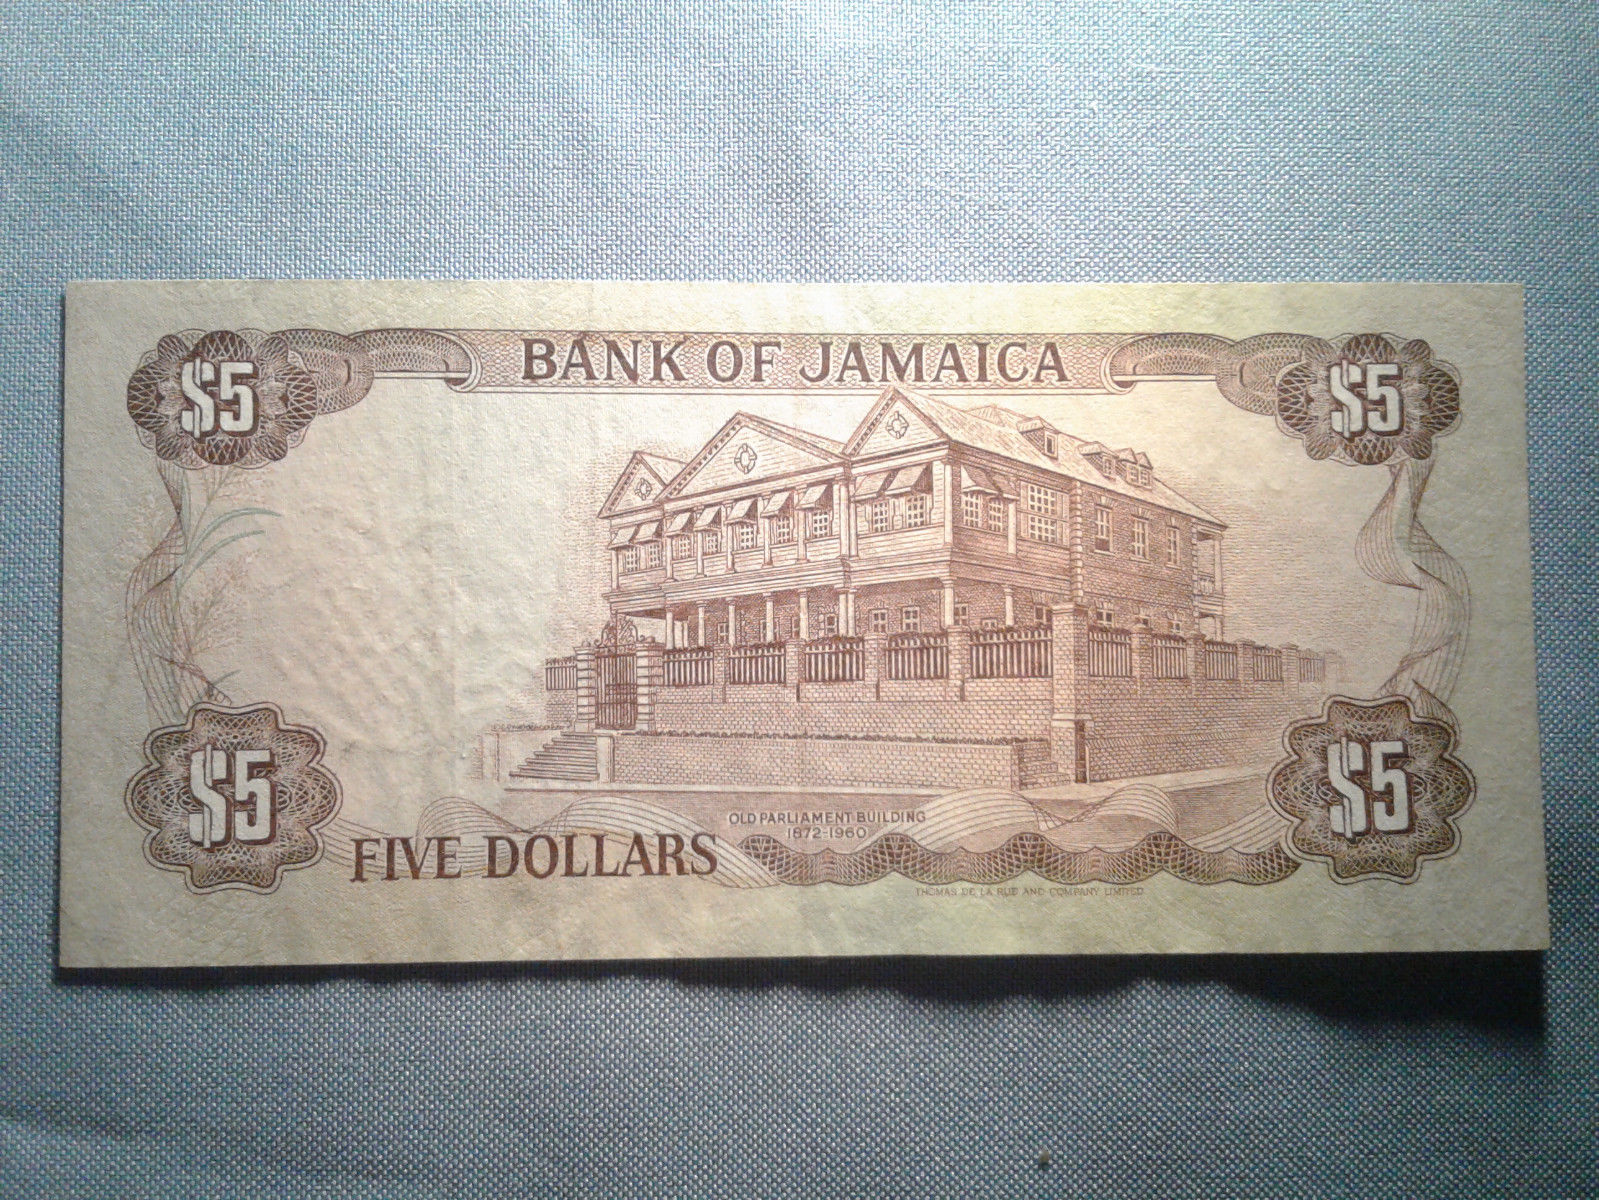 BANK OF JAMAICA
$5
$5
$5
$5
OLD PARLIAMENT BUILDING
1872-1960
FIVE DOLLARS
THOMAS DE LA RUE AND COMPANY LIMITED